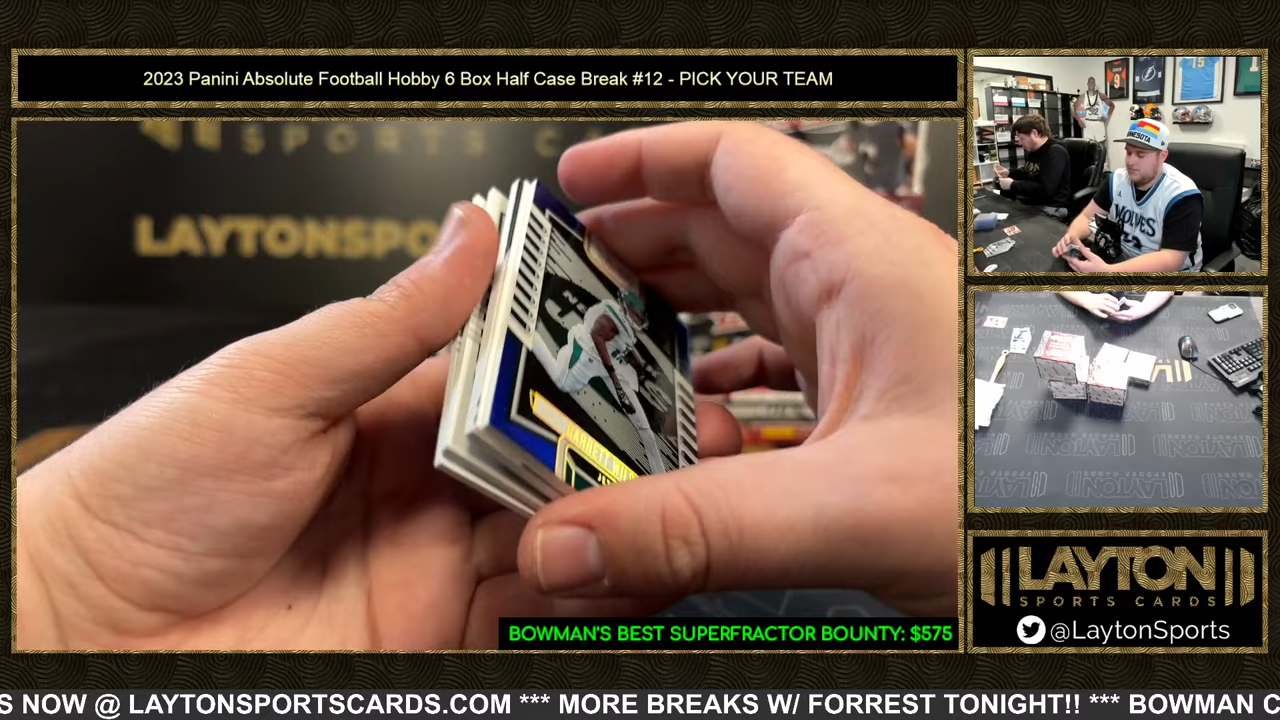 2023 Panini Absolute Football Hobby 6 Box Half Case Break #12 - PICK YOUR TEAM
LAYTONSPO
BOWMAN'S BEST SUPERFRACTOR BOUNTY: $575
WOLVES
LAYTON
SPORTS CARDS
@LaytonSports
S NOW @ LAYTONSPORTSCARDS.COM *** MORE BREAKS W/ FORREST TONIGHT!! *** BOWMAN C